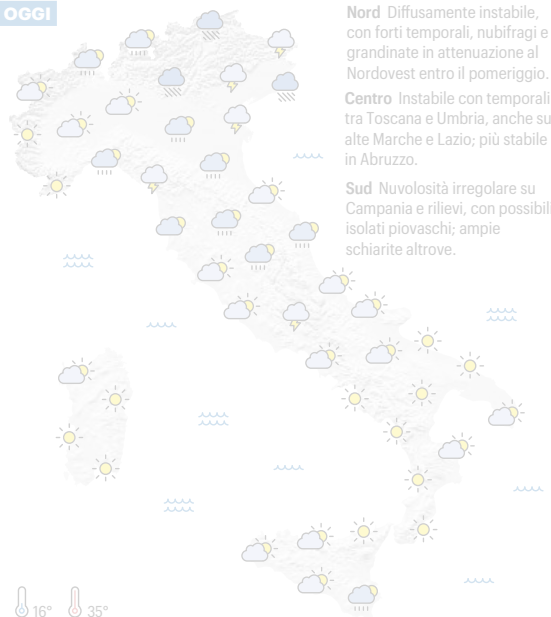 OGGI
Nord Diffusamente instabile,
con forti temporali, nubifragi e
grandinate in attenuazione al
Nordovest entro il pomeriggio.
Centro Instabile con temporali
tra Toscana e Umbria, anche su
alte Marche e Lazio; più stabile
in Abruzzo.
Sud Nuvolosità irregolare su
Campania e rilievi, con possibili
isolati piovaschi; ampie
schiarite altrove.
16° 35°